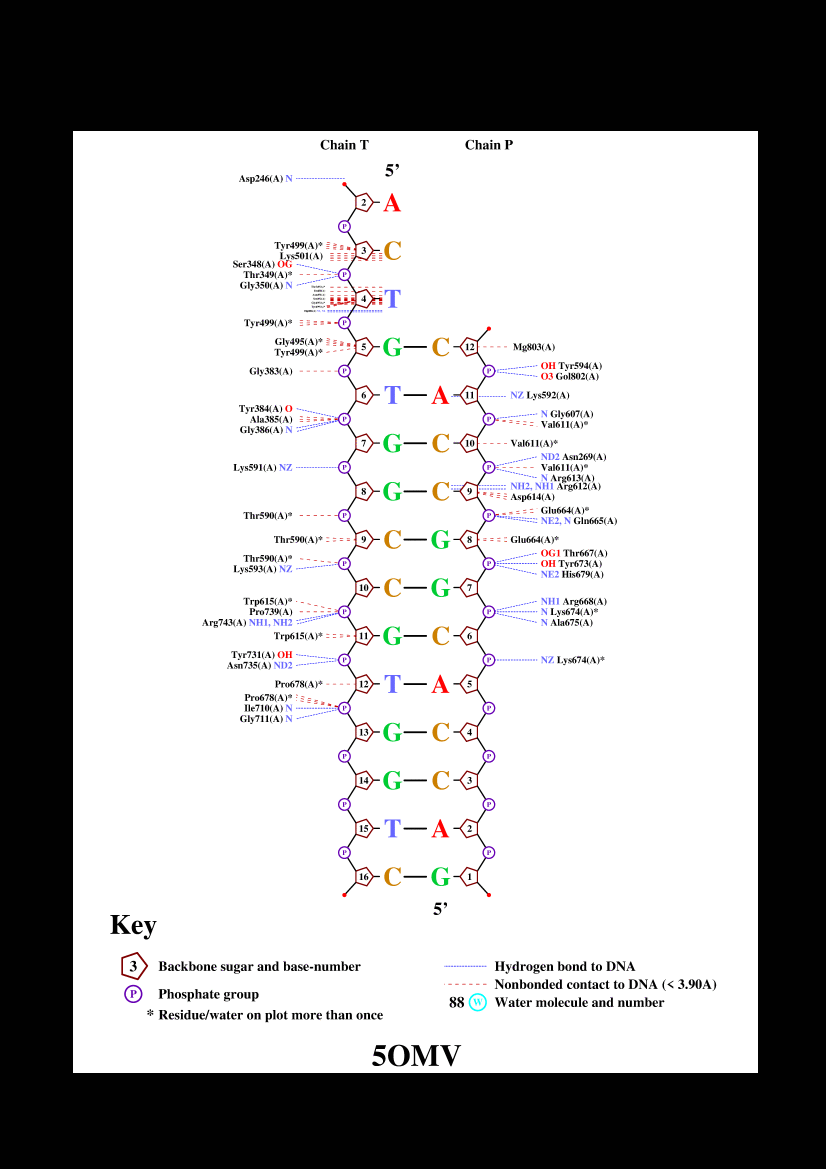 Chain T Chain P
5’
Asp246(A) N
2 A
P
Tyr499(A)*
3 C
Lys501(A)
Ser348(A) OG
Thr349(A)* P
Gly350(A) N
4 T
Tyr499(A)* P
Gly495(A)*
5 G C 12 Mg803(A)
Tyr499(A)*
OH Tyr594(A)
Gly383(A) P P
O3 Gol802(A)
6 T A 11 NZ Lys592(A)
Tyr384(A) O
N Gly607(A)
Ala385(A) P P
Val611(A)*
Gly386(A) N
7 G C 10 Val611(A)*
ND2 Asn269(A)
Lys591(A) NZ P P Val611(A)*
N Arg613(A)
NH2, NH1 Arg612(A)
8 G C 9
Asp614(A)
Glu664(A)*
Thr590(A)* P P
NE2, N Gln665(A)
Thr590(A)* 9 C G 8 Glu664(A)*
OG1 Thr667(A)
Thr590(A)*
P P OH Tyr673(A)
Lys593(A) NZ
NE2 His679(A)
10 C G 7
Trp615(A)* NH1 Arg668(A)
Pro739(A) P P N Lys674(A)*
Arg743(A) NH1, NH2 N Ala675(A)
Trp615(A)* 11 G C 6
Tyr731(A) OH
P P NZ Lys674(A)*
Asn735(A) ND2
Pro678(A)* 12 T A 5
Pro678(A)*
Ile710(A) N P P
Gly711(A) N
13 G C 4
P P
14 G C 3
P P
15 T A 2
P P
16 C G 1
5’
Key
3 Backbone sugar and base-number
P Phosphate group
* Residue/water on plot more than once
Hydrogen bond to DNA
Nonbonded contact to DNA (< 3.90A)
88 W Water molecule and number
5OMV